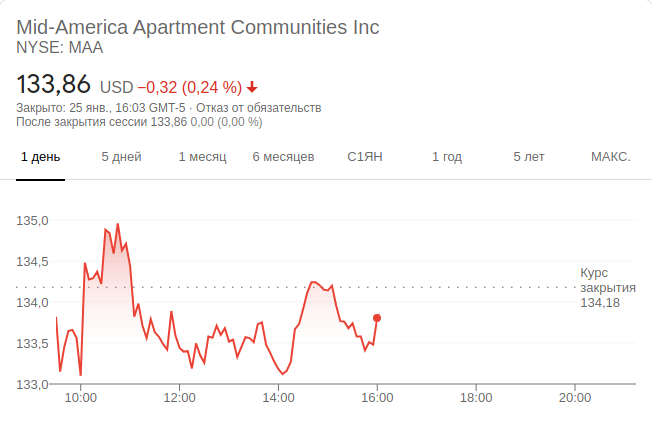 Mid-America Apartment Communities Inc
NYSE: MAA
133,86 USD −0,32 (0,24 %)
Закрыто: 25 янв., 16:03 GMT-5 · Отказ от обязательств
После закрытия сессии 133,86 0,00 (0,00 %)
1 день 5 дней 1 месяц 6 месяцев С1ЯН 1 год 5 лет МАКС.
135,0
134,5
Курс
закрытия
134,18
134,0
133,5
133,0
10:00 12:00 14:00 16:00 18:00 20:00